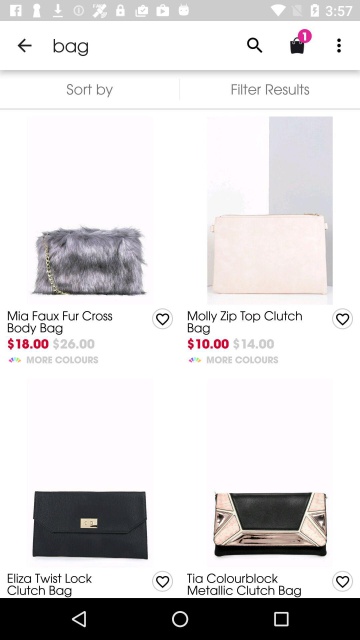 3:57
bag
1
Sort by
Filter Results
Mia Faux Fur Cross
Body Bag
$18.00 $26.00
MORE COLOURS
Molly Zip Top Clutch
Bag
$10.00 $14.00
MORE COLOURS
Eliza Twist Lock
Clutch Bag
Tia Colourblock
Metallic Clutch Bag